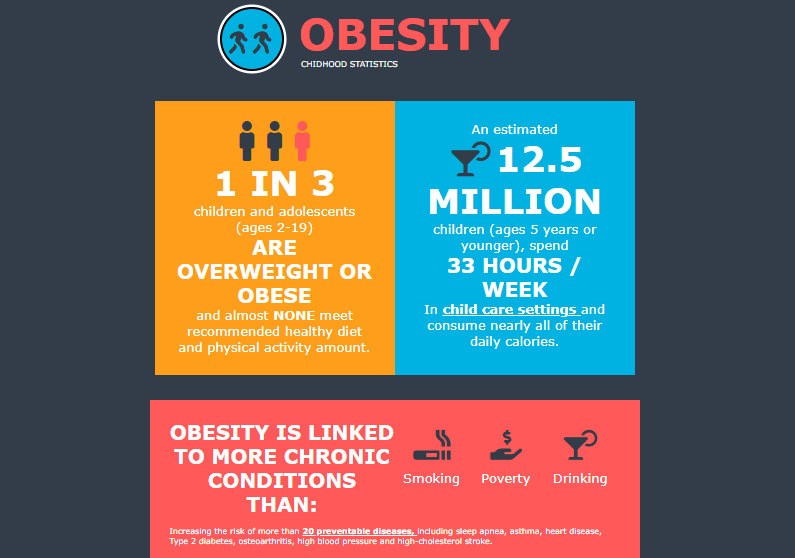 OBESITY
CHIDHOOD STATISTICS
1 IN 3
children and adolescents
(ages 2-19)
ARE
OVERWEIGHT OR
OBESE
and almost NONE meet
recommended healthy diet
and physical activity amount.
An estimated
12.5
MILLION
children (ages 5 years or
younger), spend
33 HOURS /
WEEK
In child care settings and
consume nearly all of their
daily calories.
OBESITY IS LINKED
TO MORE CHRONIC
CONDITIONS
THAN:
Smoking
Poverty
Drinking
Increasing the risk of more than 20 preventable diseases, including sleep apnea, asthma, heart disease,
Type 2 diabetes, osteoarthritis, high blood pressure and high-cholesterol stroke.